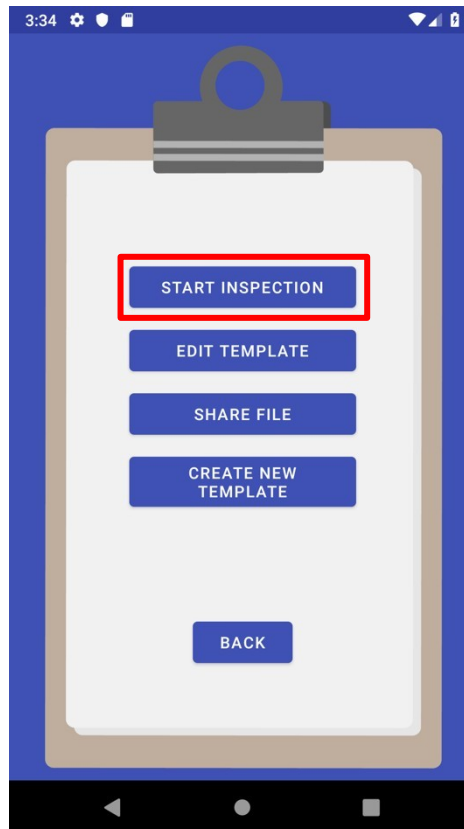 3:34
START INSPECTION
EDIT TEMPLATE
SHARE FILE
CREATE NEW
TEMPLATE
BACK